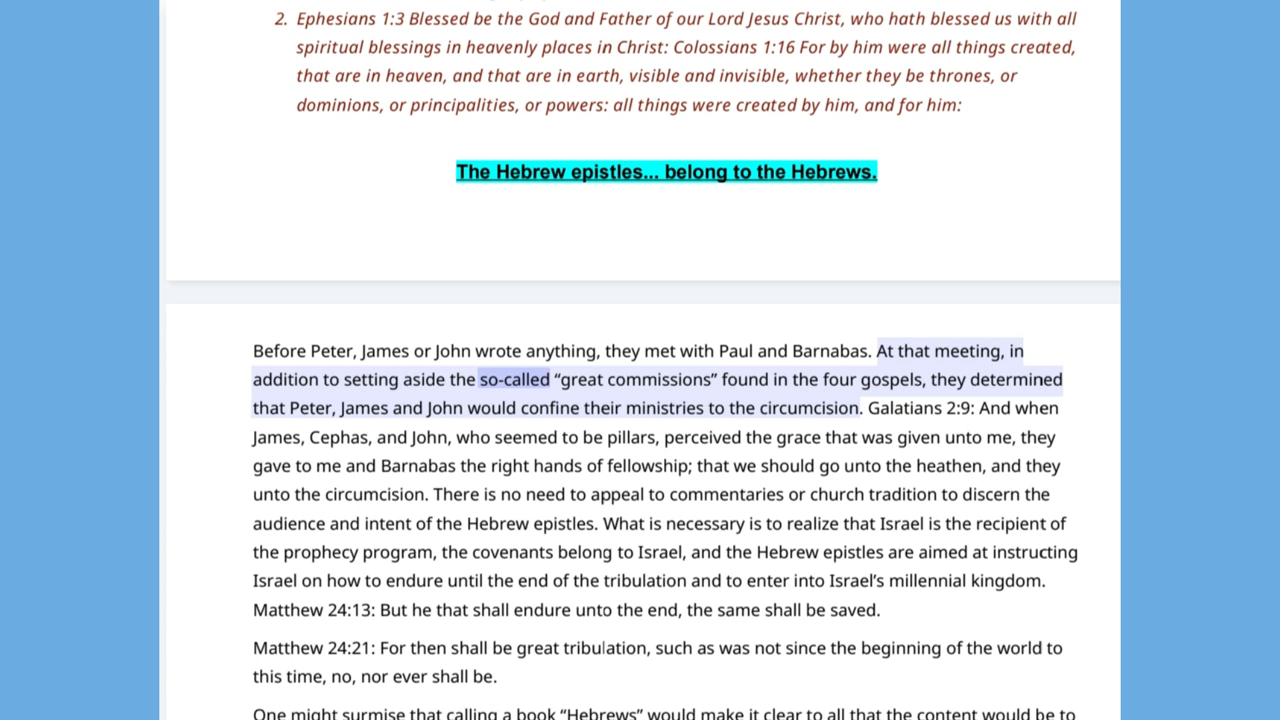 2. Ephesians 1:3 Blessed be the God and Father of our Lord Jesus Christ, who hath blessed us with all
spiritual blessings in heavenly places in Christ: Colossians 1:16 For by him were all things created,
that are in heaven, and that are in earth, visible and invisible, whether they be thrones, or
dominions, or principalities, or powers: all things were created by him, and for him:
The Hebrew epistles... belong to the Hebrews.
Before Peter, James or John wrote anything, they met with Paul and Barnabas. At that meeting, in
addition to setting aside the so-called “great commissions” found in the four gospels, they determined
that Peter, James and John would confine their ministries to the circumcision. Galatians 2:9: And when
James, Cephas, and John, who seemed to be pillars, perceived the grace that was given unto me, they
gave to me and Barnabas the right hands of fellowship; that we should go unto the heathen, and they
unto the circumcision. There is no need to appeal to commentaries or church tradition to discern the
audience and intent of the Hebrew epistles. What is necessary is to realize that Israel is the recipient of
the prophecy program, the covenants belong to Israel, and the Hebrew epistles are aimed at instructing
Israel on how to endure until the end of the tribulation and to enter into Israel’s millennial kingdom.
Matthew 24:13: But he that shall endure unto the end, the same shall be saved.
Matthew 24:21: For then shall be great tribulation, such as was not since the beginning of the world to
this time, no, nor ever shall be.
One might surmise that calling a book “Hebrews” would make it clear to all that the content would be to